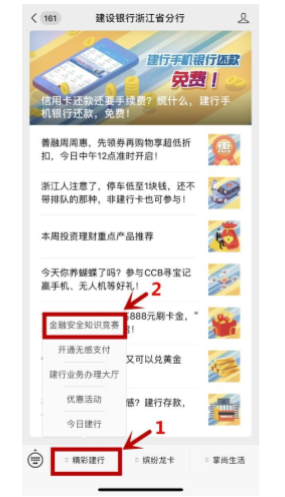 161
建设银行浙江省分行
建行手机银行还款
免费!
信用卡还款还要手续费?慌什么,建行手
机银行还款,免费!
善融周周惠,先领券再购物享超低折
扣,今日中午12点准时开启!
浙江人注意了,停车低至1块钱,还不
带排队的那种,非建行卡也可参与!
本周投资理财重点产品推荐
今天你养蝴蝶了吗?参与CCB寻宝记
赢手机、无人机等好礼!
2
5888元刷卡金,"
金融安全知识竞赛
!
开通无感支付
又可以兑黄金
建行业务办理大厅
优惠活动
感?建行存款,
今日建行
1
精彩建行
缤纷龙卡
掌尚生活